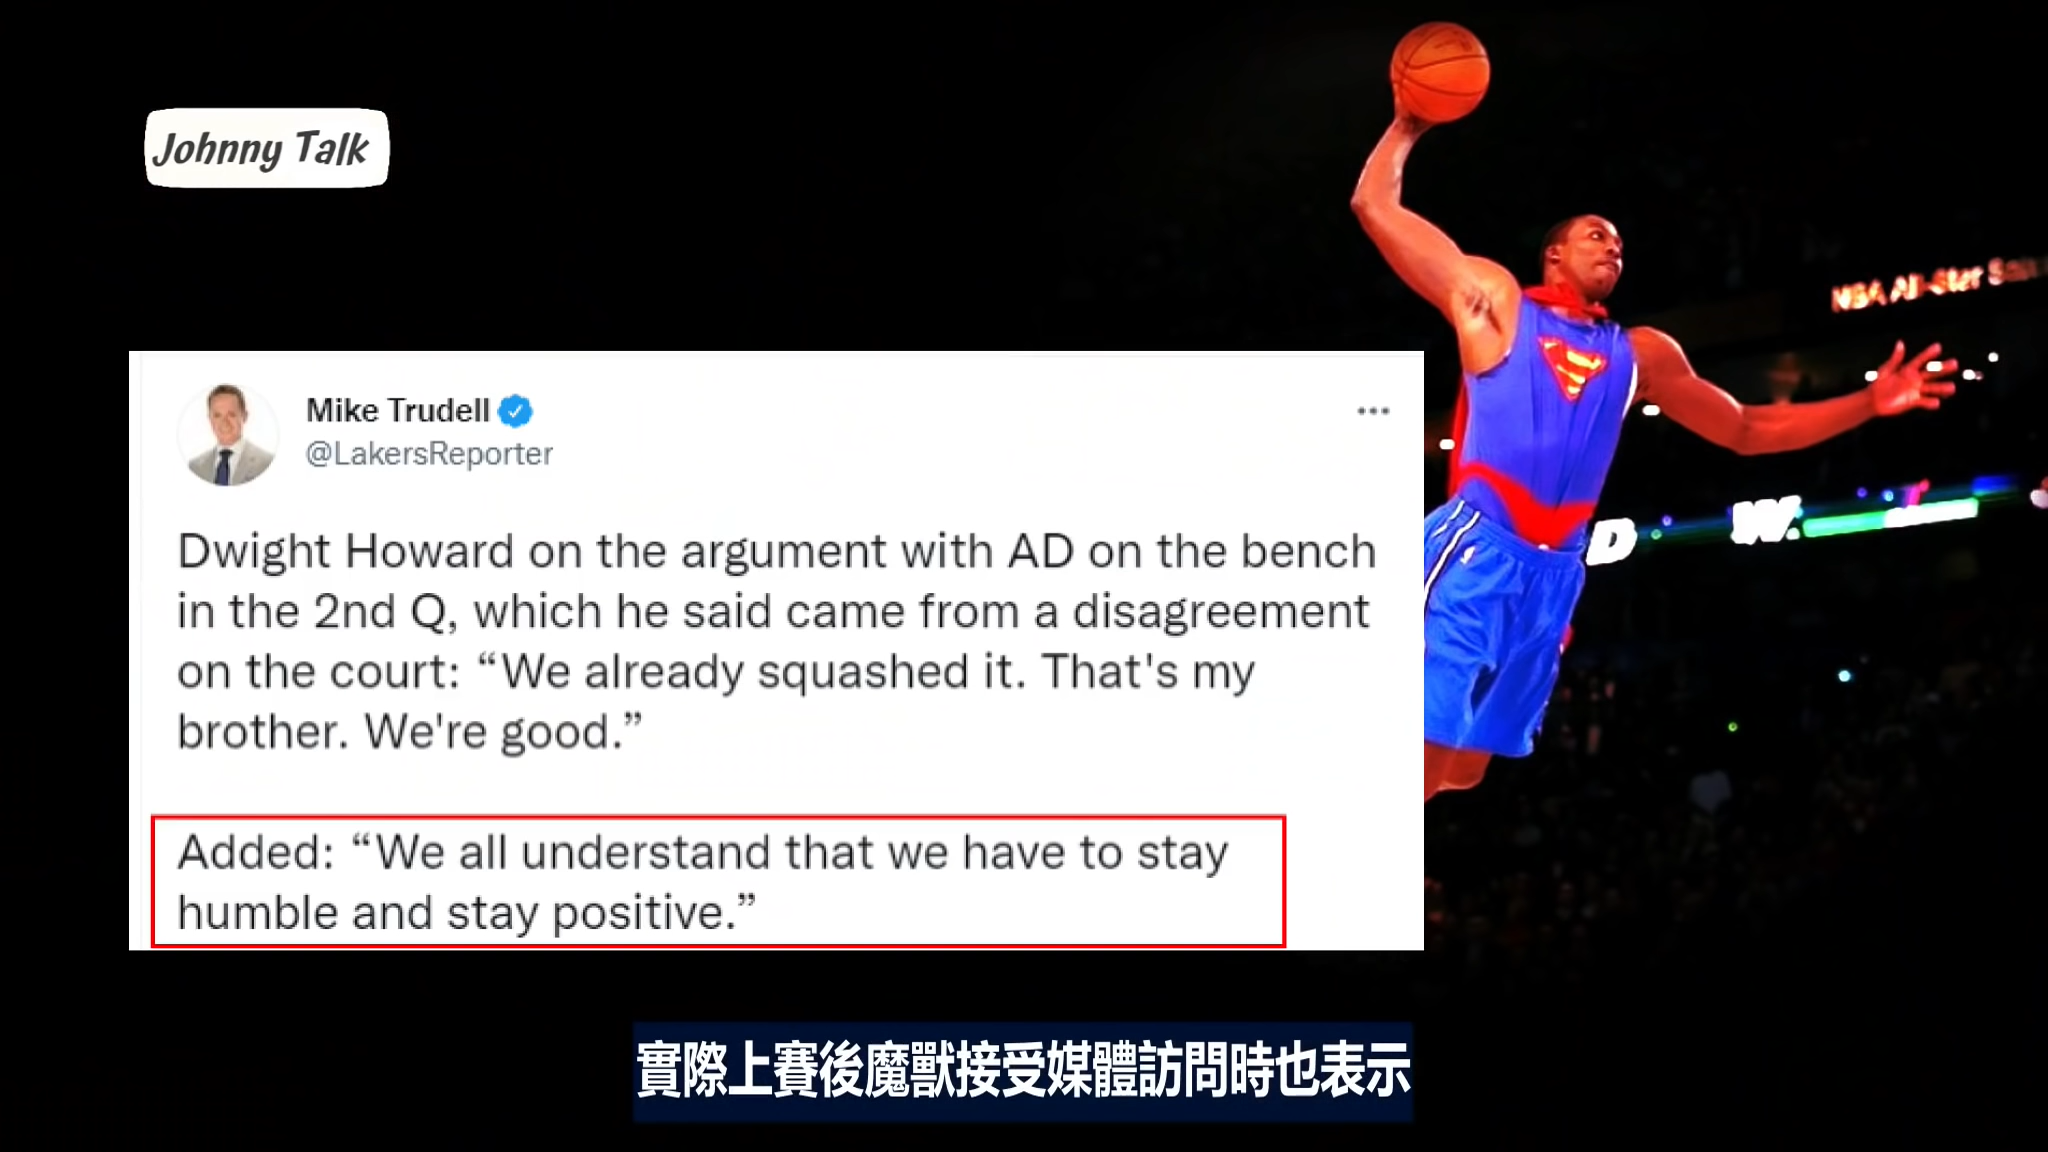 Johnny Talk
NBA All-Star
Mike Trudell
@LakersReporter
Dwight Howard on the argument with AD on the bench
in the 2nd Q, which he said came from a disagreement
on the court: “We already squashed it. That's my
brother. We're good.”
Added: “We all understand that we have to stay
humble and stay positive.”
D W.
實際上賽後魔獸接受媒體訪問時也表示